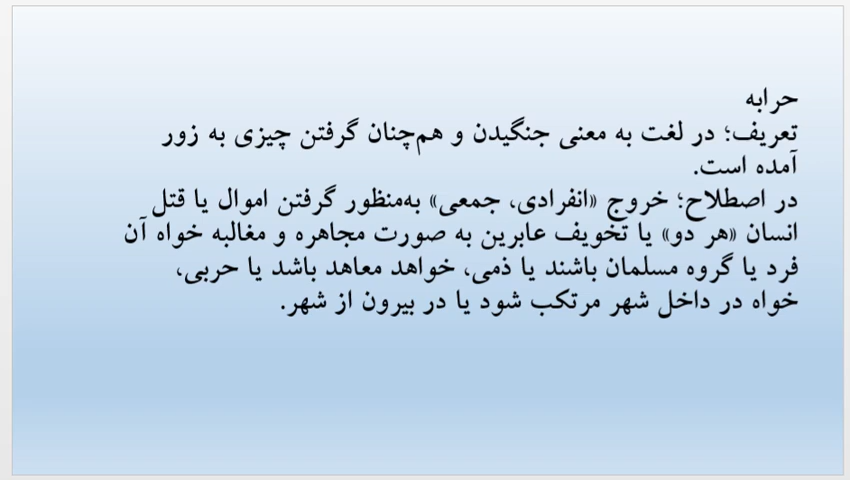 حرابه
تعریف؛ در لغت به معنی جنگیدن و هم‌چنان گرفتن چیزی به زور
آمده است.
در اصطلاح؛ خروج «انفرادی، جمعی» به‌منظور گرفتن اموال یا قتل
انسان «هر دو» یا تخویف عابرین به صورت مجاهره و مغالبه خواه آن
فرد یا گروه مسلمان باشند یا ذمی، خواهد معاهد باشد یا حربی،
خواه در داخل شهر مرتکب شود یا در بیرون از شهر.